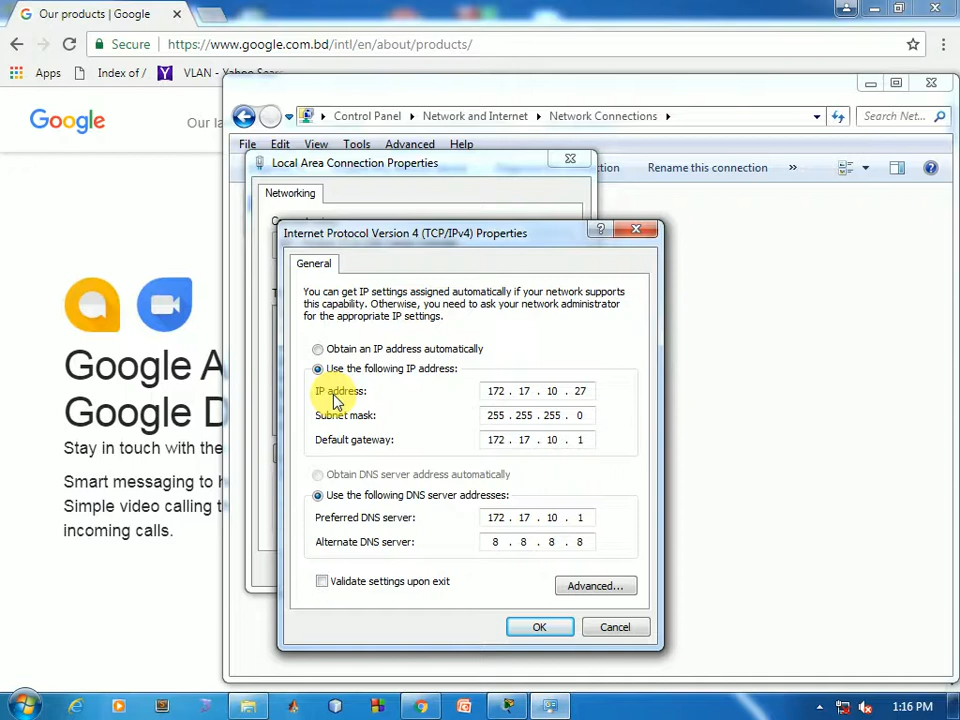 Our products | Google
Secure
https://www.google.com.bd/intl/en/about/products/
Apps
Index of /
VLAN - Yahoo
Google
Our la
Control Panel
Network and Internet
Network Connections
Search Net...
File
Edit
View
Tools
Advanced
Help
Local Area Connection Properties
Rename this connection
»
Networking
Internet Protocol Version 4 (TCP/IPv4) Properties
General
You can get IP settings assigned automatically if your network supports
this capability. Otherwise, you need to ask your network administrator
for the appropriate IP settings.
Obtain an IP address automatically
Use the following IP address:
IP address:
172 . 17 . 10 . 27
Subnet mask:
255 . 255 . 255 . 0
Default gateway:
172 . 17 . 10 . 1
Obtain DNS server address automatically
Use the following DNS server addresses:
Preferred DNS server:
172 . 17 . 10 . 1
Alternate DNS server:
8 . 8 . 8 . 8
Validate settings upon exit
Advanced...
OK
Cancel
Google A
Google D
Stay in touch with the
Smart messaging to h
Simple video calling t
incoming calls.
1:16 PM